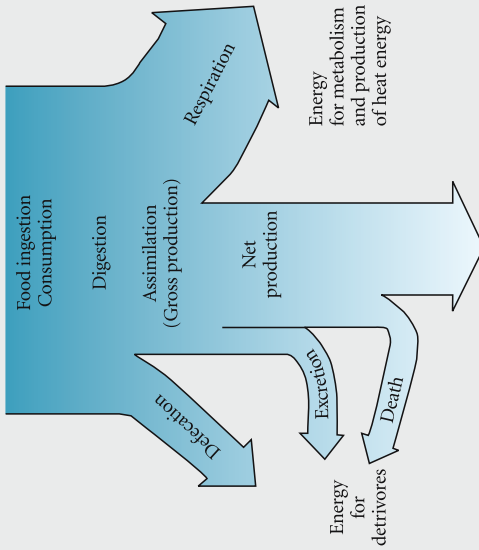 Food ingestion
Consumption
Digestion
Assimilation
(Gross production)
Respiration
Net
production
Energy
for metabolism
and production
of heat energy
Defecation
Excretion
Death
Energy
for
detrivores